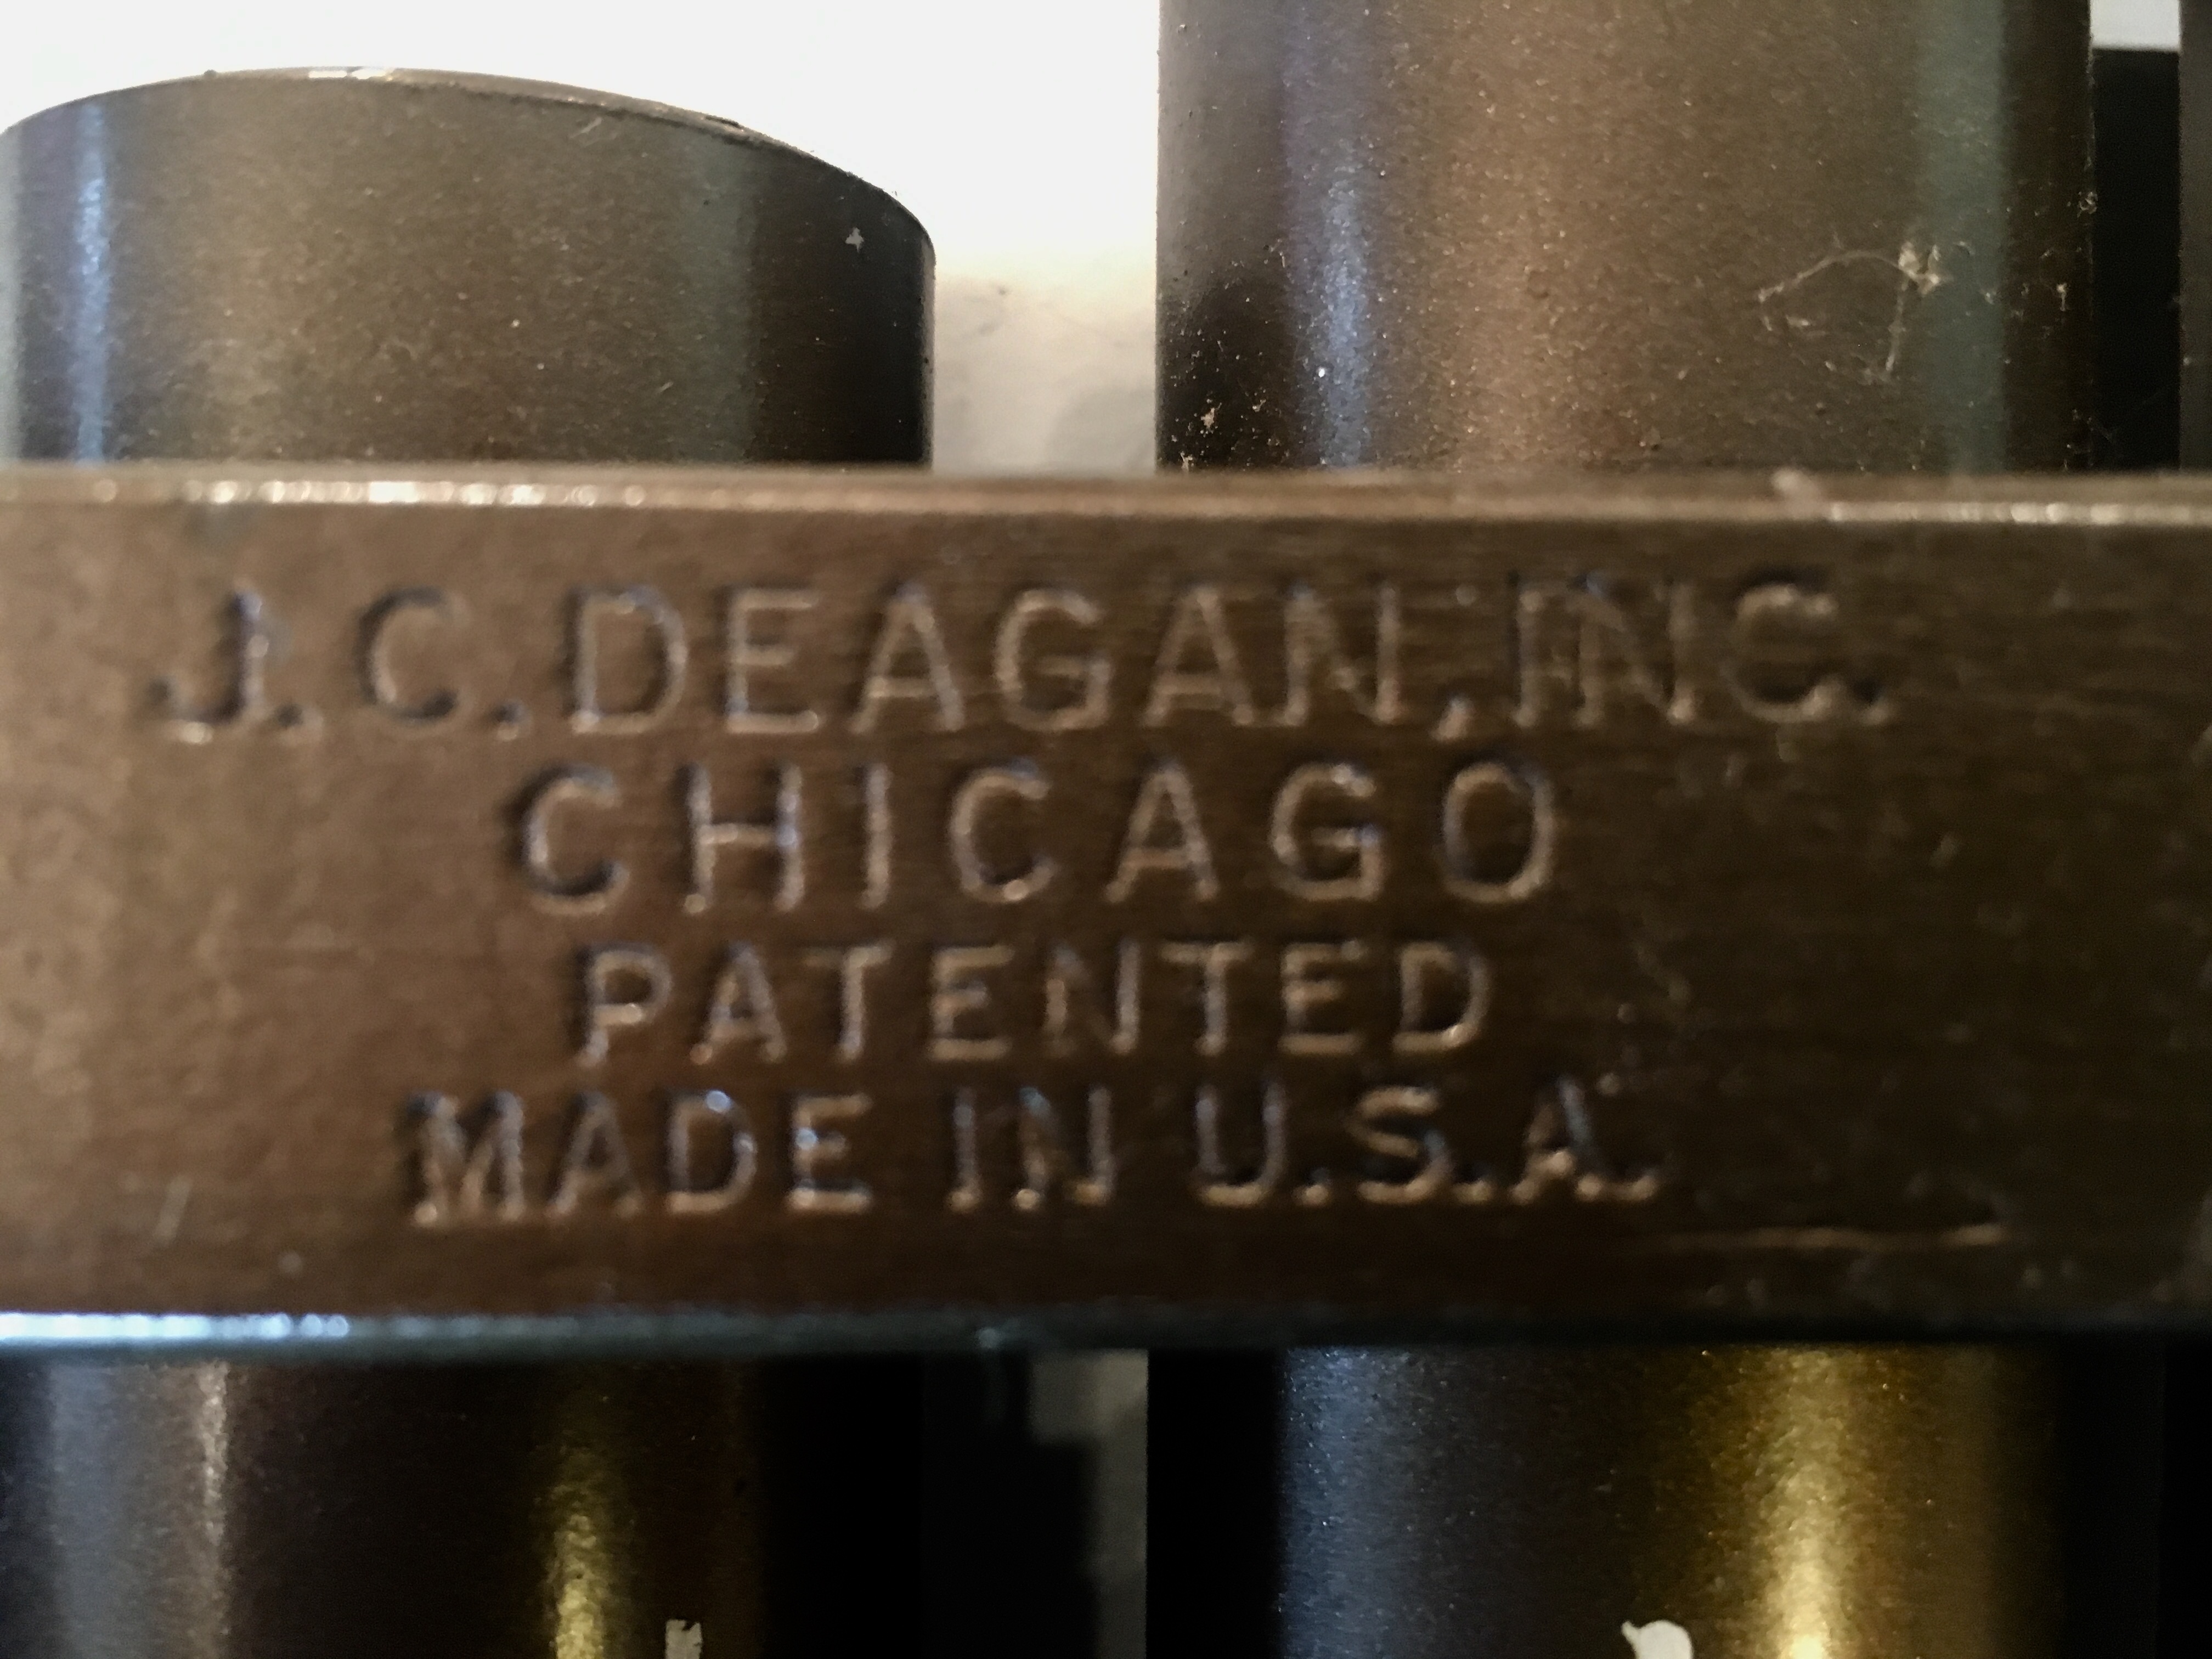 J.C.DEAGAN,INC.
CHICAGO
PATENTED
MADE IN U.S.A.